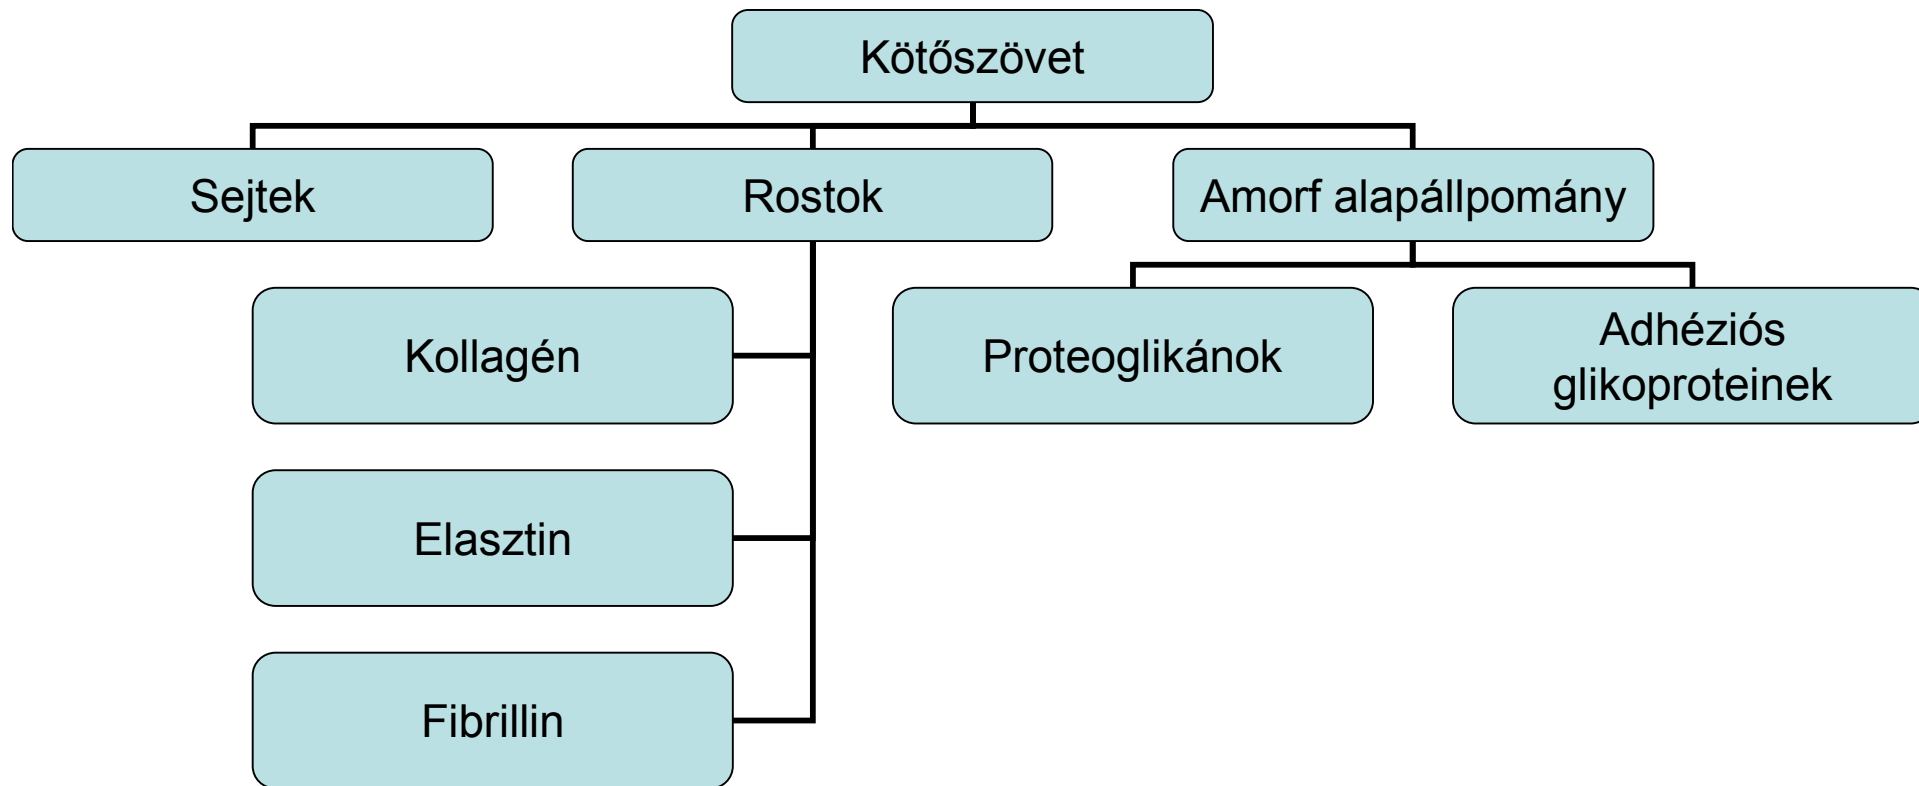 Kötőszövet
Sejtek
Rostok
Amorf alapállpomány
Kollagén
Proteoglikánok
Adhéziós
glikoproteinek
Elasztin
Fibrillin